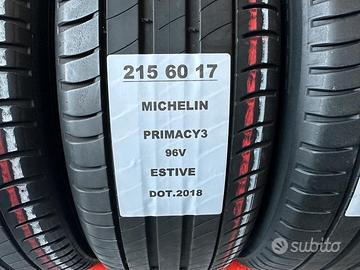 215 60 17
MICHELIN
PRIMACY3
96V
ESTIVE
DOT.2018
subito